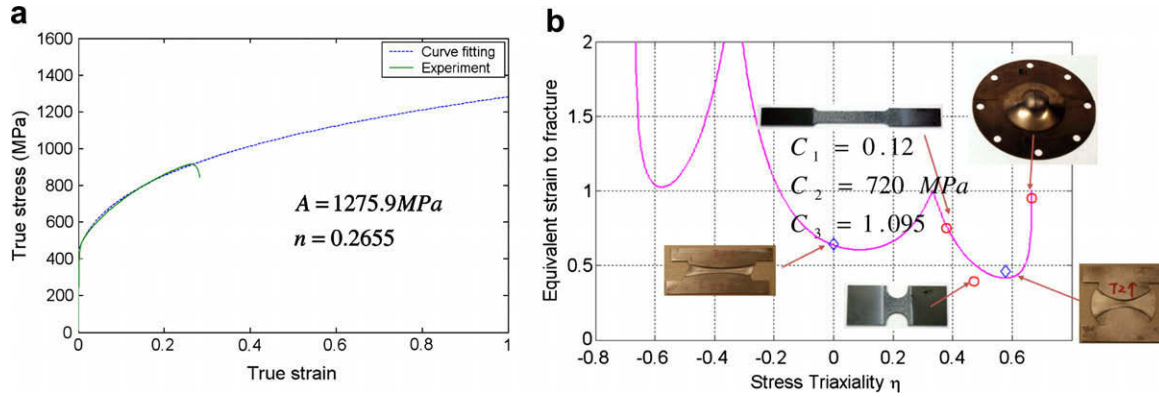 a
1600
1400
1200
1000
800
600
400
200
0
True stress (MPa)
Curve fitting
Experiment
A = 1275.9MPa
n = 0.2655
0 0.2 0.4 0.6 0.8 1
True strain
b
2
1.5
1
0.5
0
Equivalent strain to fracture
C1 = 0.12
C2 = 720 MPa
C3 = 1.095
T2↑
-0.8 -0.6 -0.4 -0.2 0 0.2 0.4 0.6
Stress Triaxiality η